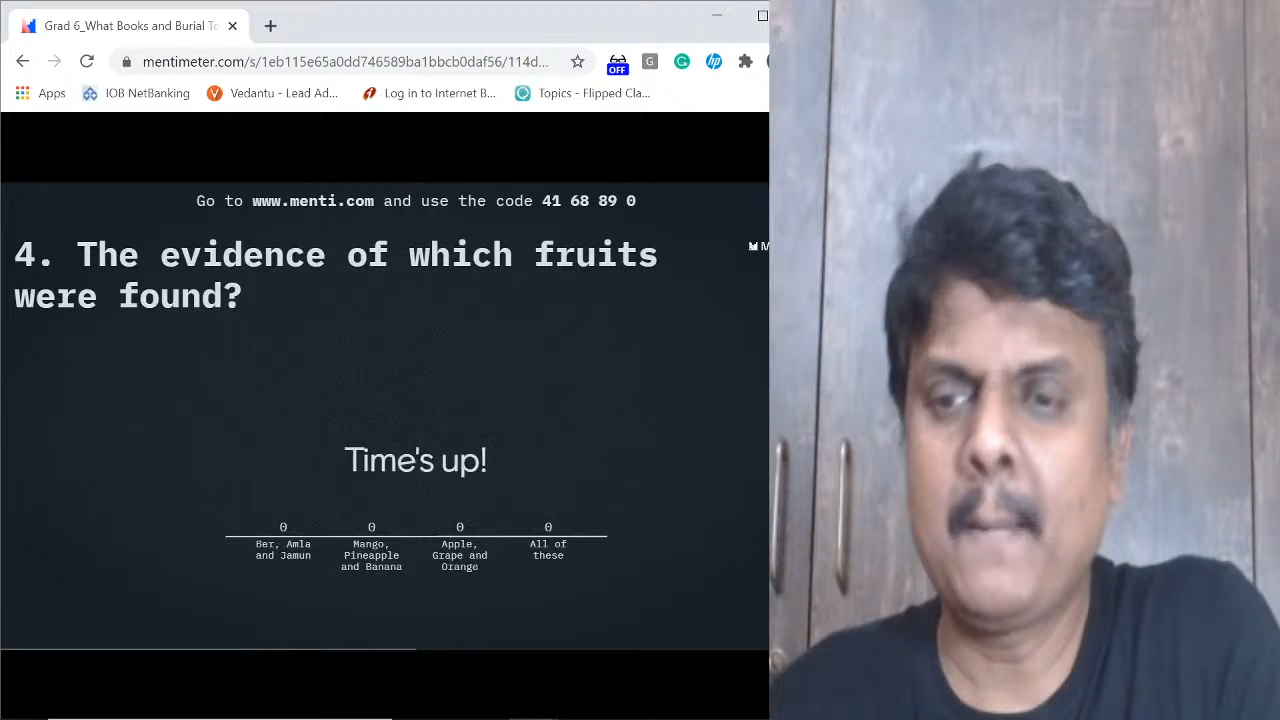 Grad 6_What Books and Burial Te
mentimeter.com/s/1eb115e65a0dd746589ba1bbcb0daf56/114d...
OFF
G
hp
Apps
IOB NetBanking
Vedantu - Lead Ad...
Log in to Internet B...
Topics - Flipped Cla...
Go to www.menti.com and use the code 41 68 89 0
4. The evidence of which fruits
were found?
M
Time's up!
0 0 0 0
Ber, Amla
and Jamun
Mango,
Pineapple
and Banana
Apple,
Grape and
Orange
All of
these